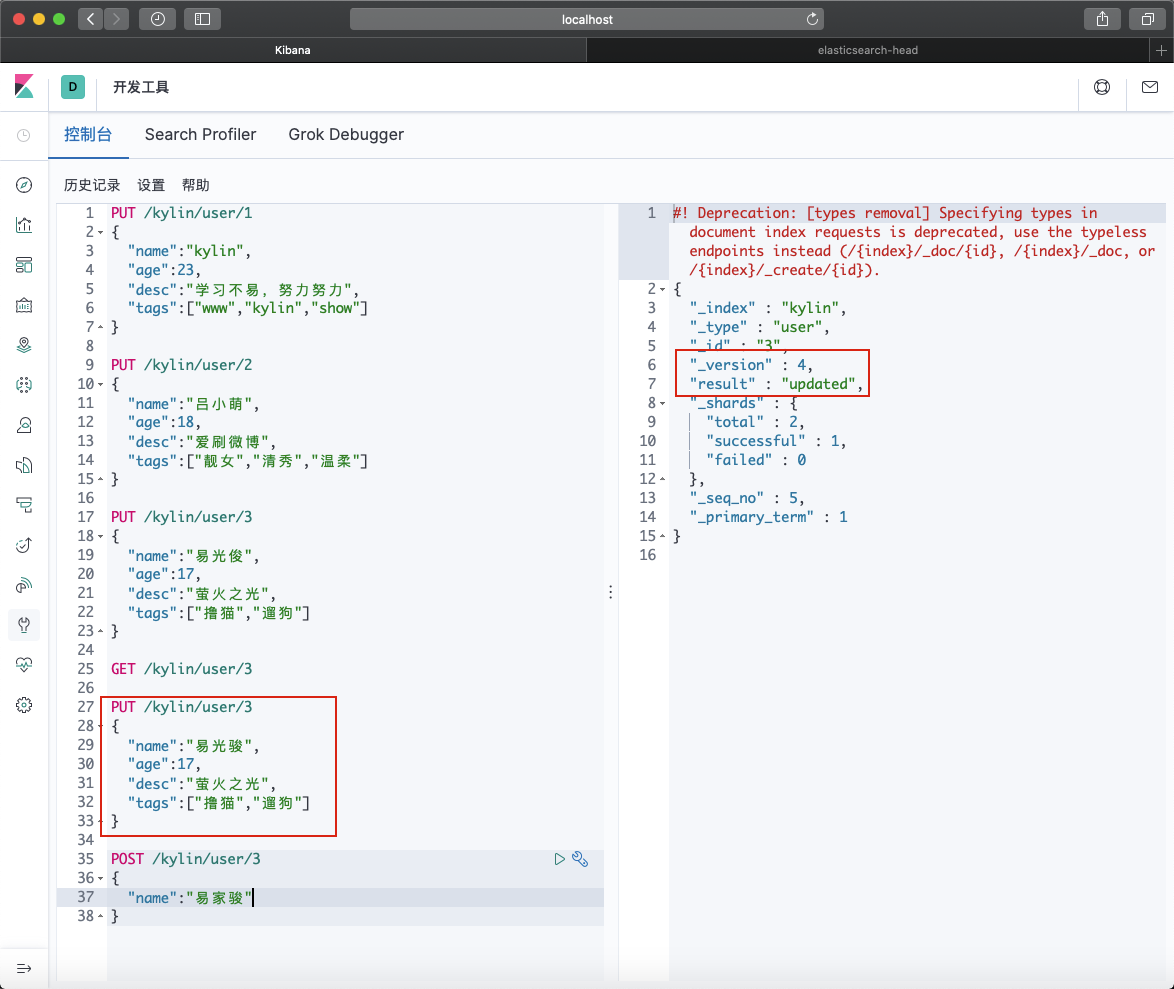 localhost
Kibana
elasticsearch-head
D
开发工具
控制台 Search Profiler Grok Debugger
历史记录 设置 帮助
1 PUT /kylin/user/1
2 {
3 "name":"kylin",
4 "age":23,
5 "desc":"学习不易，努力努力",
6 "tags":["www","kylin","show"]
7 }
8
9 PUT /kylin/user/2
10 {
11 "name":"吕小萌",
12 "age":18,
13 "desc":"爱刷微博",
14 "tags":["靓女","清秀","温柔"]
15 }
16
17 PUT /kylin/user/3
18 {
19 "name":"易光俊",
20 "age":17,
21 "desc":"萤火之光",
22 "tags":["撸猫","遛狗"]
23 }
24
25 GET /kylin/user/3
26
27 PUT /kylin/user/3
28 {
29 "name":"易光骏",
30 "age":17,
31 "desc":"萤火之光",
32 "tags":["撸猫","遛狗"]
33 }
34
35 POST /kylin/user/3
36 {
37 "name":"易家骏"
38 }
1 #! Deprecation: [types removal] Specifying types in
document index requests is deprecated, use the typeless
endpoints instead (/{index}/_doc/{id}, /{index}/_doc, or
/{index}/_create/{id}).
2 {
3 "_index" : "kylin",
4 "_type" : "user",
5 "_id" : "3",
6 "_version" : 4,
7 "result" : "updated",
8 "_shards" : {
9 "total" : 2,
10 "successful" : 1,
11 "failed" : 0
12 },
13 "_seq_no" : 5,
14 "_primary_term" : 1
15 }
16